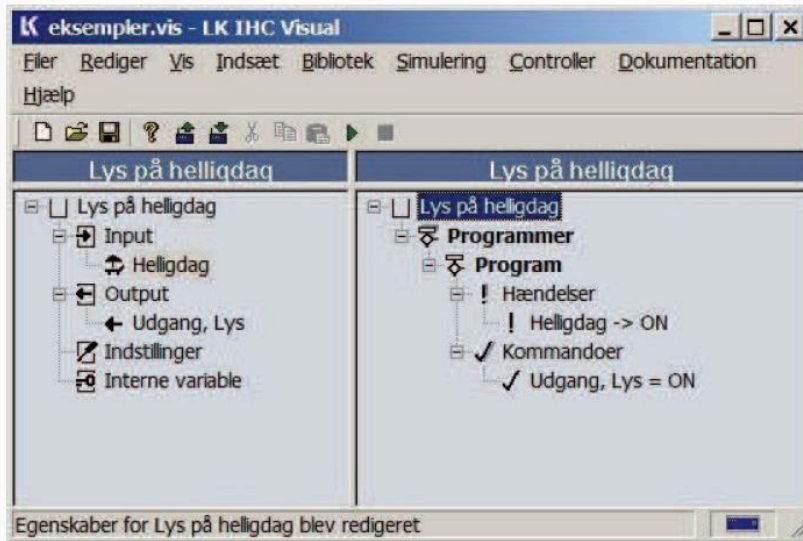 eksempler.vis - LK IHC Visual
Filer Rediger Vis Indsæt Bibliotek Simulering Controller Dokumentation
Hjælp
Lys på helligdag
Lys på helligdag
Input
Helligdag
Output
Udgang, Lys
Indstillinger
Interne variable
Lys på helligdag
Lys på helligdag
Programmer
Program
Hændelser
Helligdag -> ON
Kommandoer
Udgang, Lys = ON
Egenskaber for Lys på helligdag blev redigeret